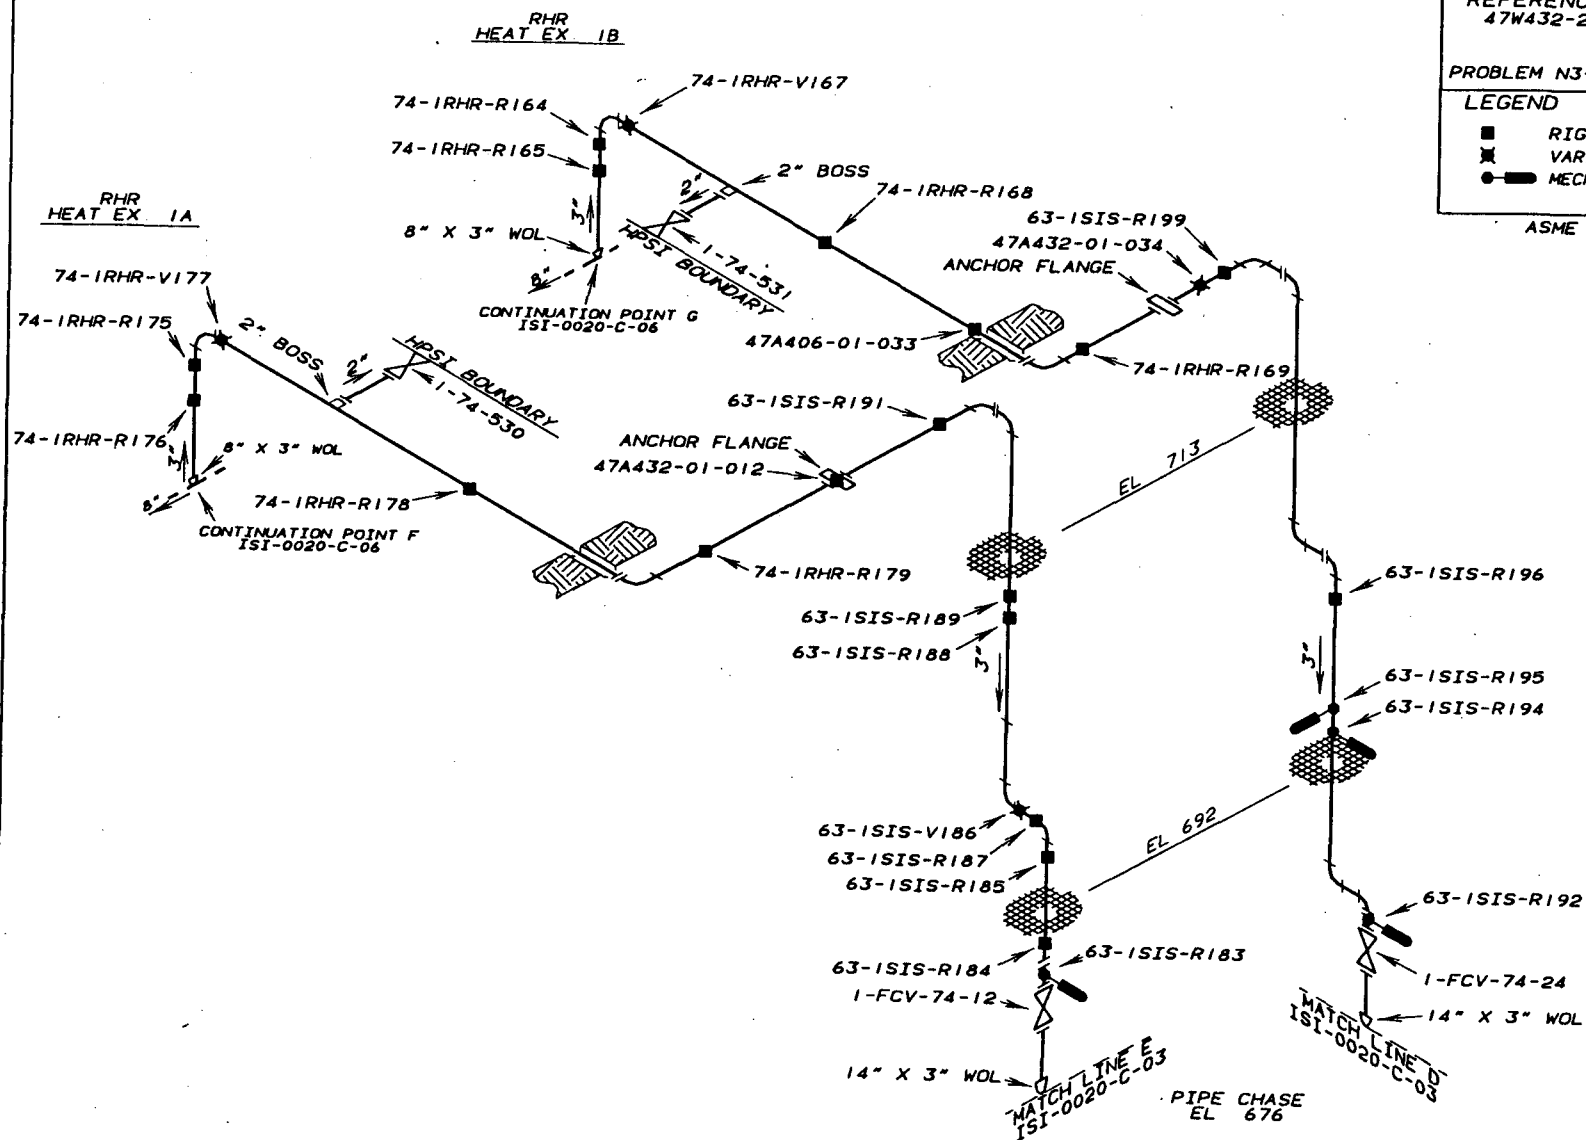 RHR
HEAT EX 1B
47W432-2
PROBLEM N3-
LEGEND
RIG
VAR
MECH
ASME
74-1RHR-V167
74-1RHR-R164
74-1RHR-R165
2" BOSS
2"
74-1RHR-R168
3"
8" X 3" WOL
8"
HPSI BOUNDARY
1-74-531
CONTINUATION POINT G
ISI-0020-C-06
63-1SIS-R199
47A432-01-034
ANCHOR FLANGE
47A406-01-033
74-1RHR-R169
RHR
HEAT EX 1A
74-1RHR-V177
74-1RHR-R175
2" BOSS
2"
HPSI BOUNDARY
1-74-530
74-1RHR-R176
3"
8" X 3" WOL
8"
74-1RHR-R178
CONTINUATION POINT F
ISI-0020-C-06
63-1SIS-R191
ANCHOR FLANGE
47A432-01-012
74-1RHR-R179
EL 713
63-1SIS-R189
63-1SIS-R188
3"
63-1SIS-R196
3"
63-1SIS-R195
63-1SIS-R194
63-1SIS-V186
63-1SIS-R187
63-1SIS-R185
EL 692
63-1SIS-R192
63-1SIS-R184
63-1SIS-R183
1-FCV-74-12
1-FCV-74-24
14" X 3" WOL
14" X 3" WOL
MATCH LINE E
ISI-0020-C-03
MATCH LINE D
ISI-0020-C-03
PIPE CHASE
EL 676